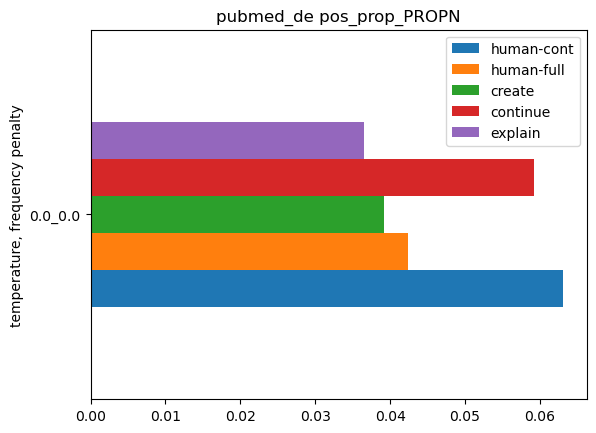 pubmed_de pos_prop_PROPN
human-cont
human-full
create
continue
explain
temperature, frequency penalty
0.0_0.0
0.00 0.01 0.02 0.03 0.04 0.05 0.06